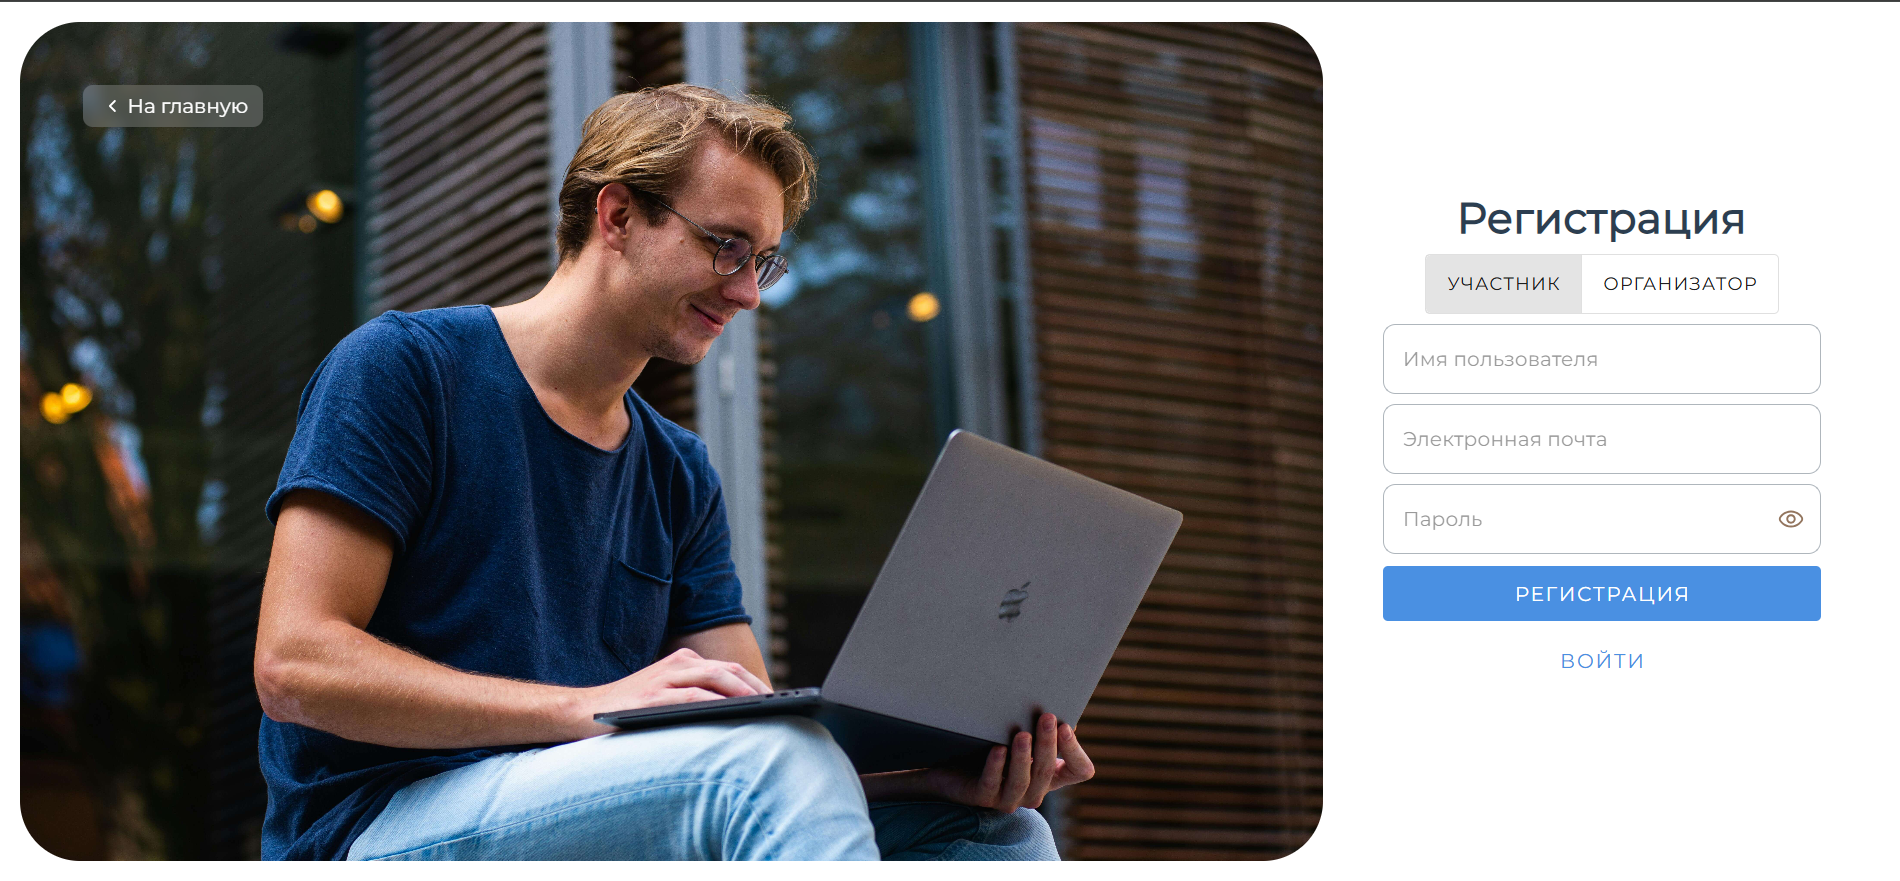 На главную
Регистрация
УЧАСТНИК
ОРГАНИЗАТОР
Имя пользователя
Электронная почта
Пароль
РЕГИСТРАЦИЯ
ВОЙТИ